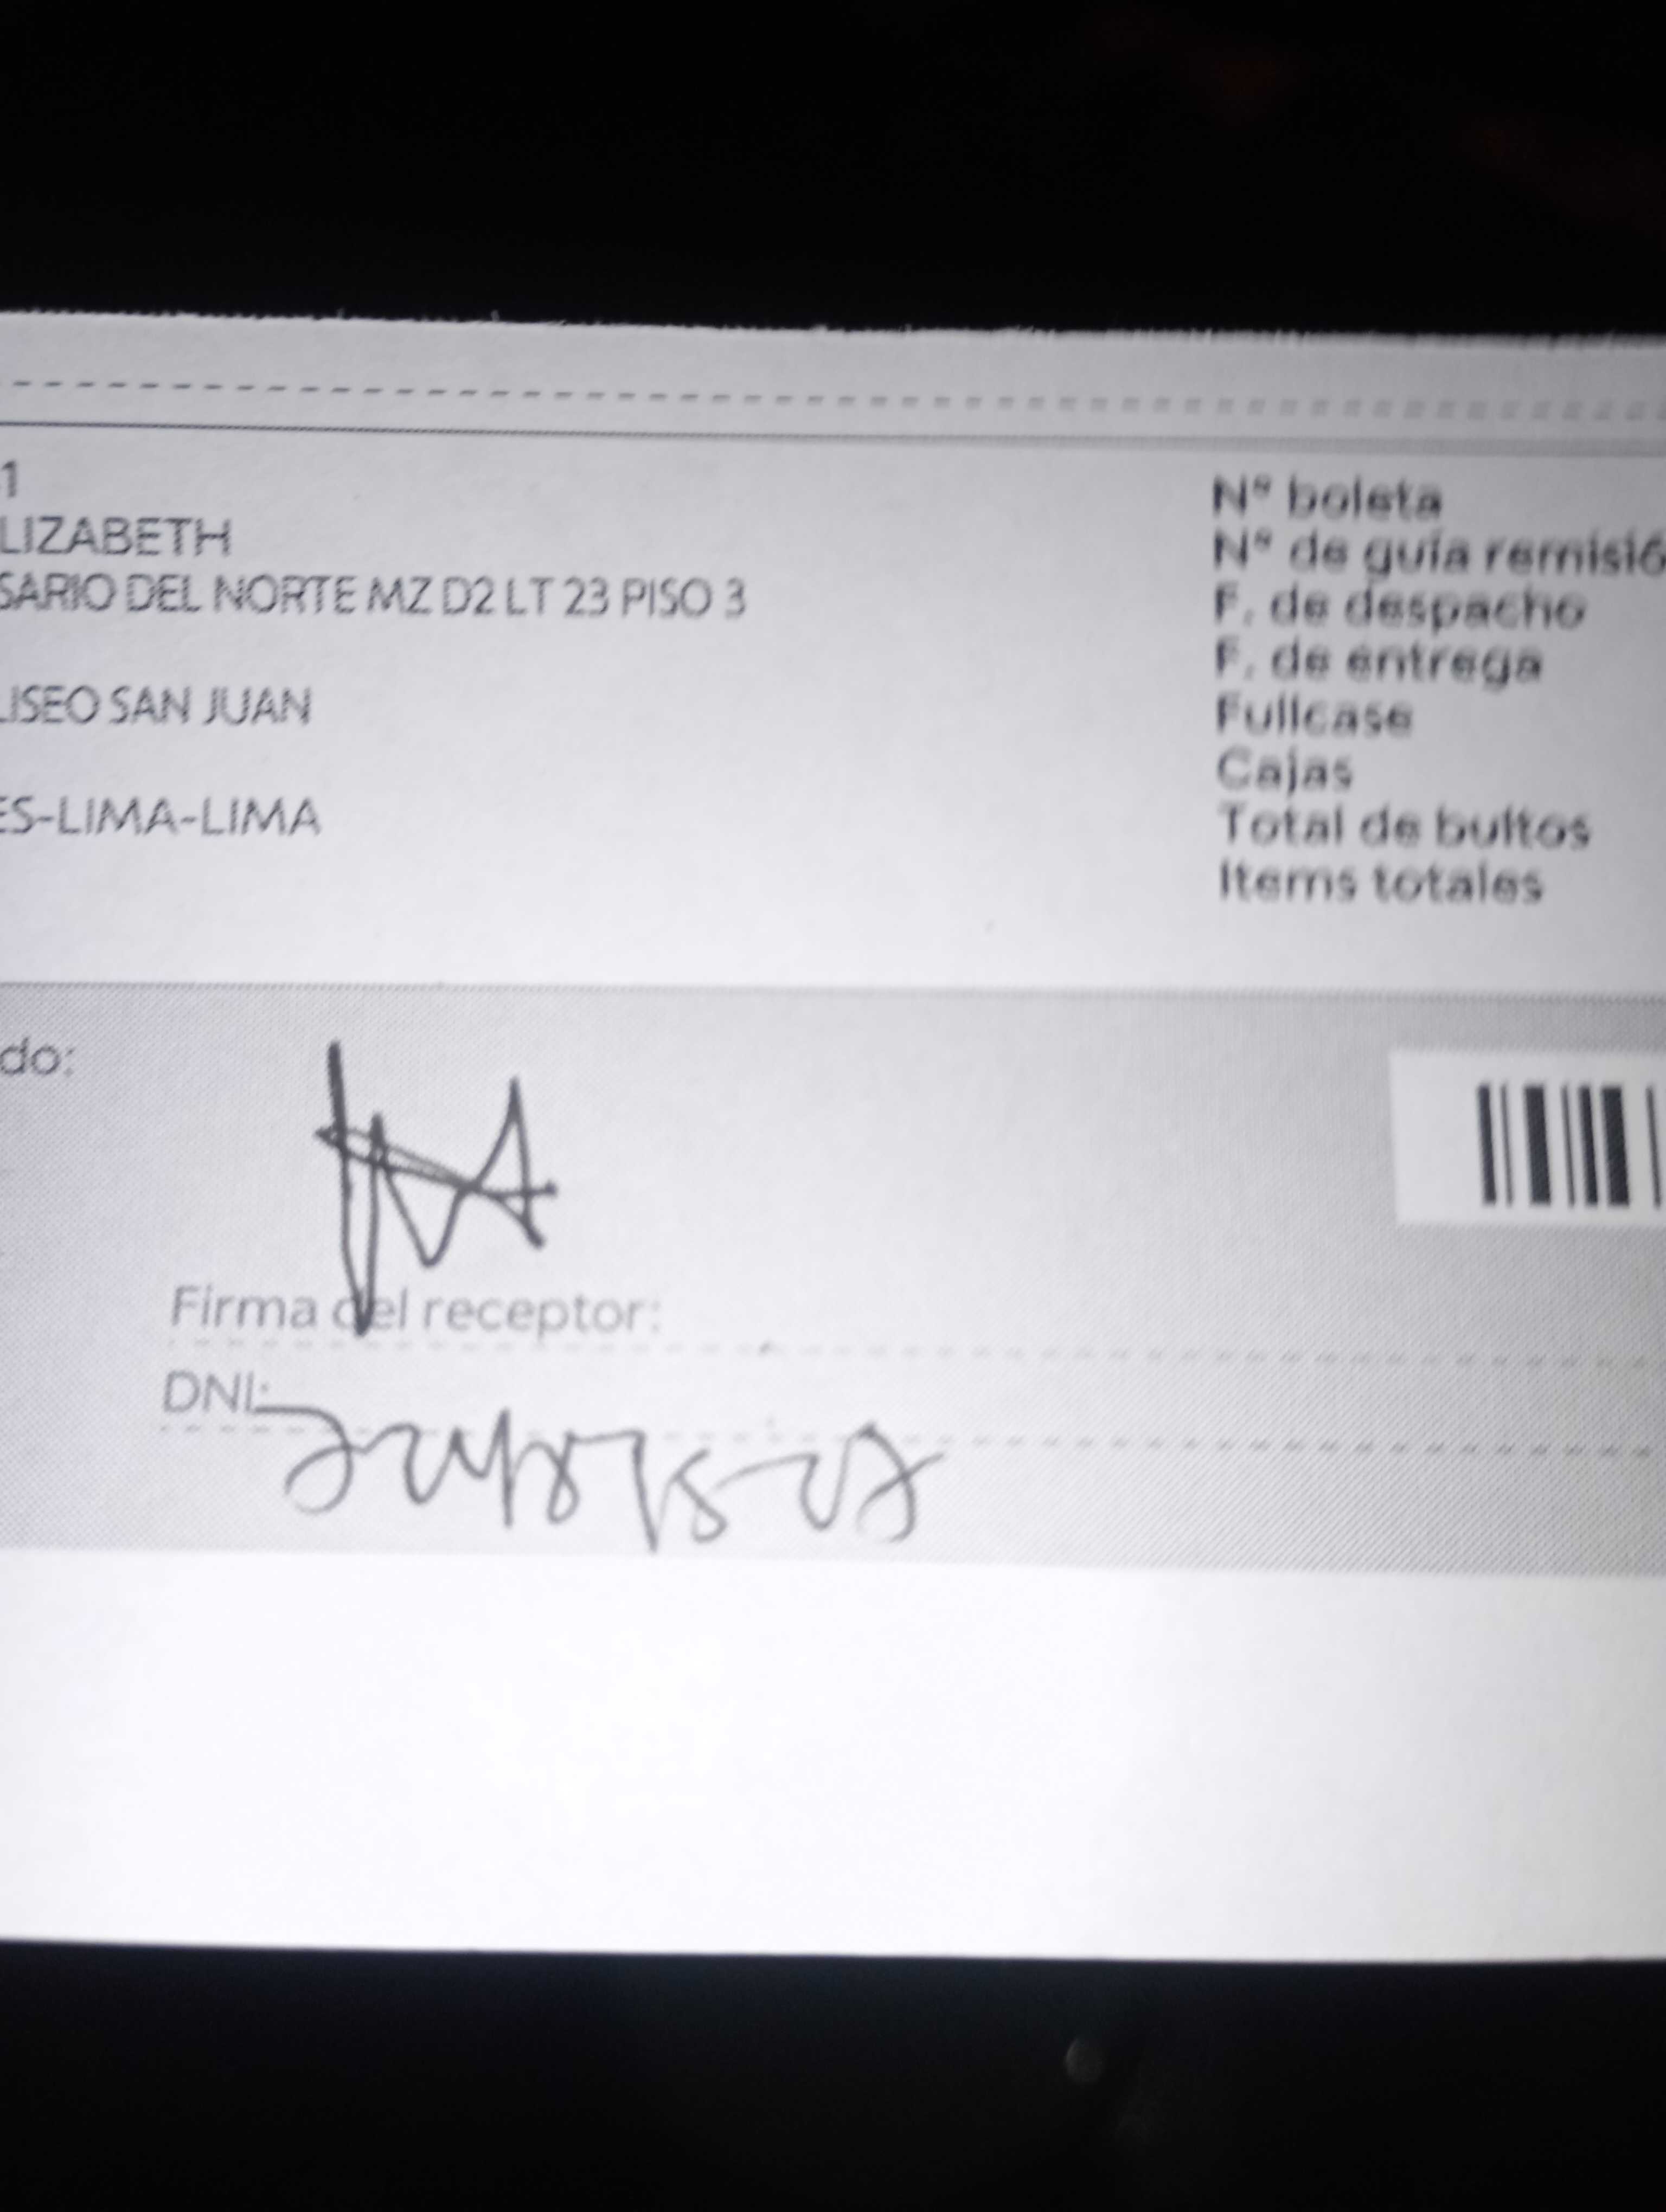 1
LIZABETH
SARIO DEL NORTE MZ D2 LT 23 PISO 3
LISEO SAN JUAN
ES-LIMA-LIMA
Nº boleta
Nº de guía remisió
F. de despacho
F. de entrega
Fullcase
Cajas
Total de bultos
Items totales
do:
Firma del receptor:
DNI: